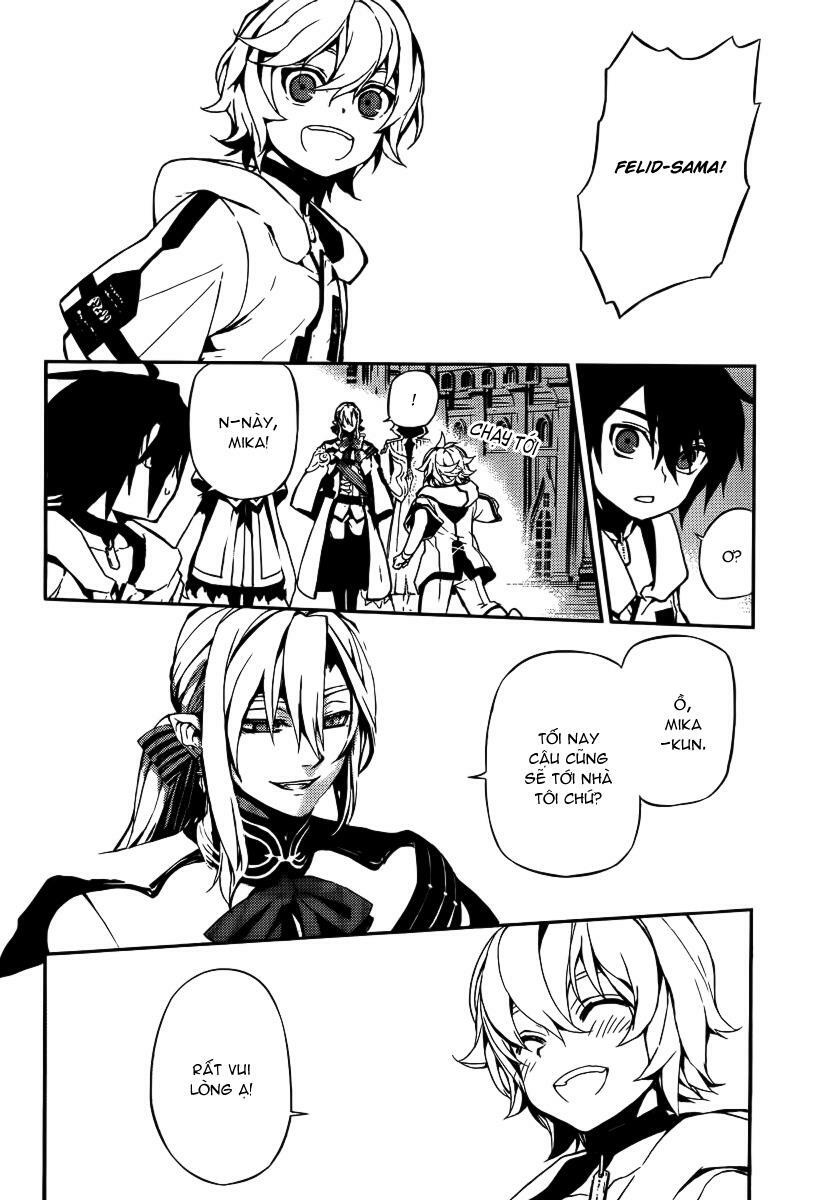 FELID-SAMA!
Ơ?
CHẠY TỚI
!
N-NÀY,
MIKA!
Ồ,
MIKA
-KUN.
TỐI NAY
CẬU CŨNG
SẼ TỚI NHÀ
TÔI CHỨ?
RẤT VUI
LÒNG Ạ!